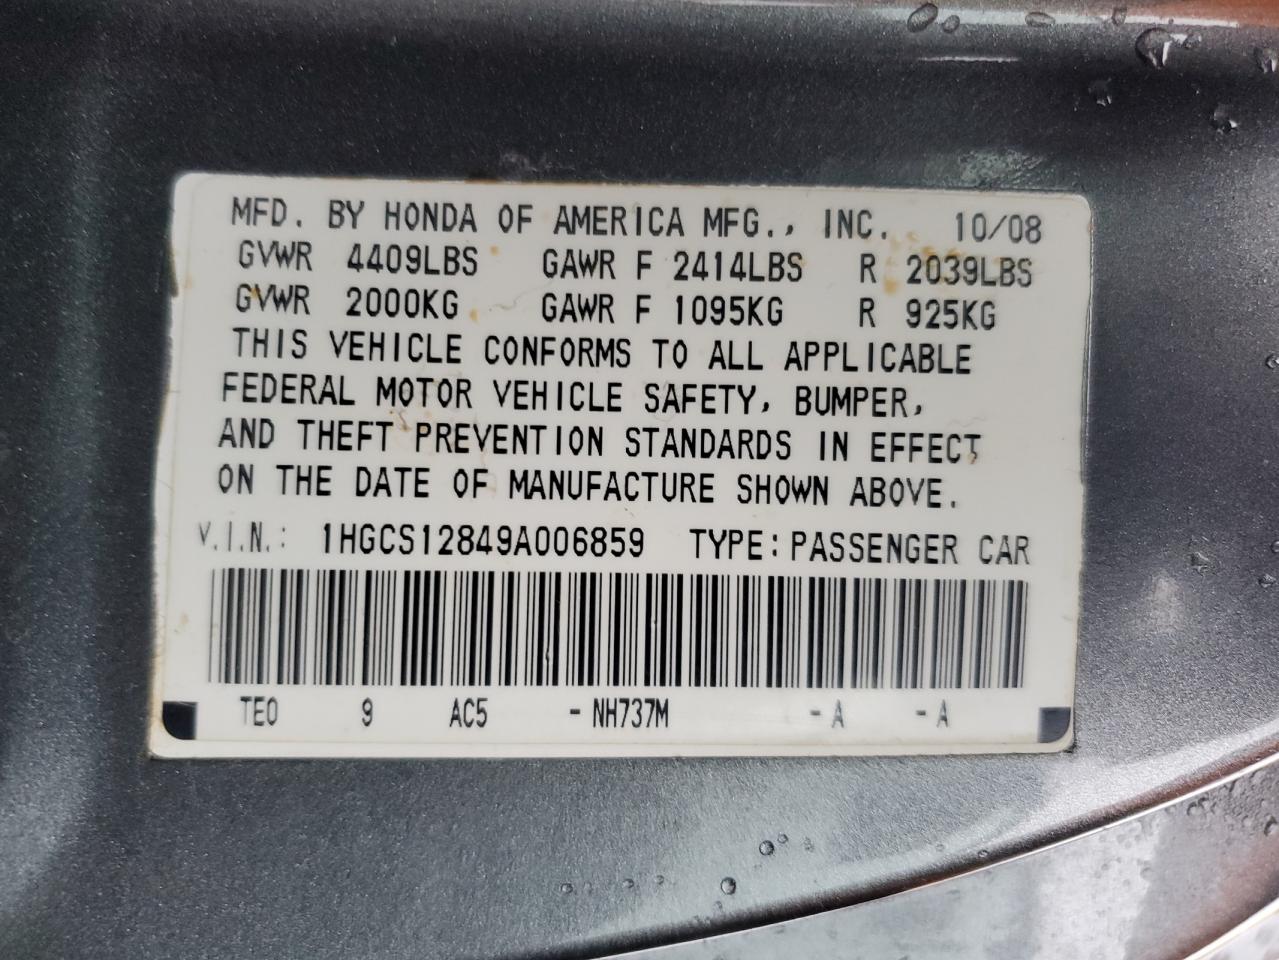 MFD. BY HONDA OF AMERICA MFG., INC. 10/08
GVWR 4409LBS GAWR F 2414LBS R 2039LBS
GVWR 2000KG GAWR F 1095KG R 925KG
THIS VEHICLE CONFORMS TO ALL APPLICABLE
FEDERAL MOTOR VEHICLE SAFETY, BUMPER,
AND THEFT PREVENTION STANDARDS IN EFFECT
ON THE DATE OF MANUFACTURE SHOWN ABOVE.
V.I.N.: 1HGCS12849A006859 TYPE: PASSENGER CAR
TE0 9 AC5 - NH737M - A - A